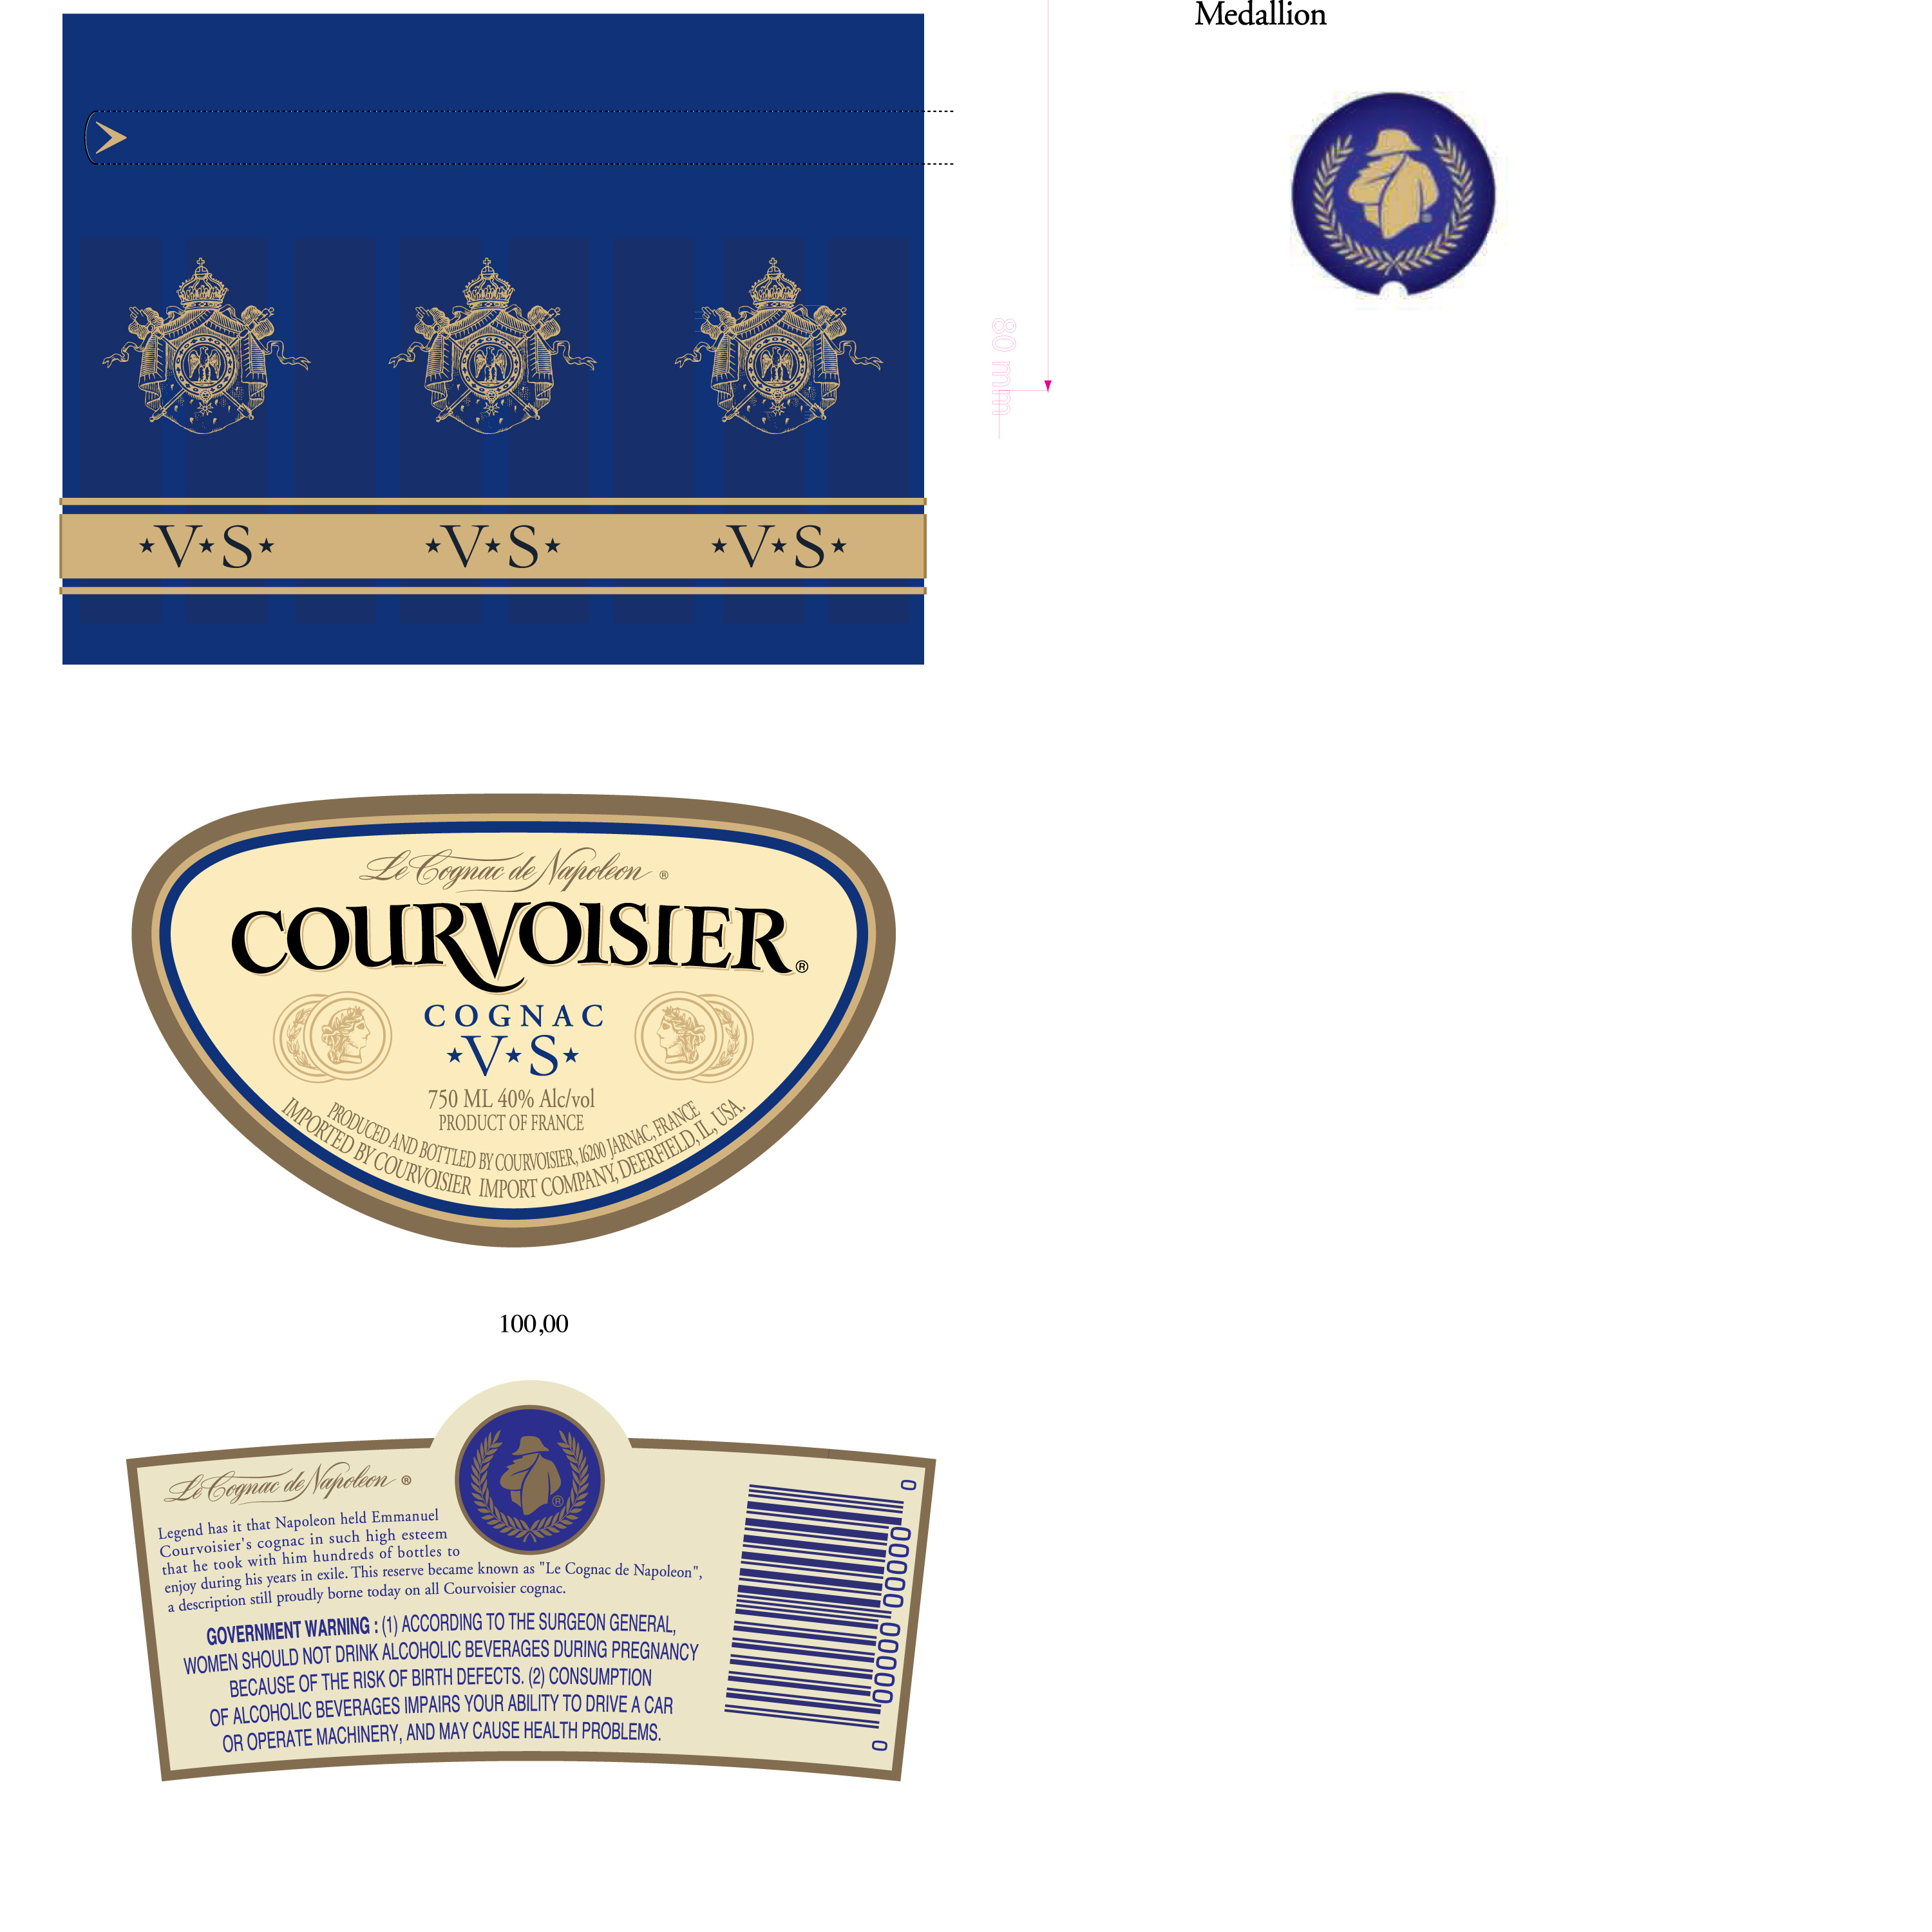 Medallion
80 mm
★V★S★ ★V★S★ ★V★S★
Le Cognac de Napoleon ®
COURVOISIER®
COGNAC
★V★S★
750 ML 40% Alc/vol
PRODUCT OF FRANCE
PRODUCED AND BOTTLED BY COURVOISIER, 16200 JARNAC, FRANCE
IMPORTED BY COURVOISIER IMPORT COMPANY, DEERFIELD, IL, USA.
100,00
®
Le Cognac de Napoleon ®
Legend has it that Napoleon held Emmanuel
Courvoisier's cognac in such high esteem
that he took with him hundreds of bottles to
enjoy during his years in exile. This reserve became known as "Le Cognac de Napoleon",
a description still proudly borne today on all Courvoisier cognac.
GOVERNMENT WARNING : (1) ACCORDING TO THE SURGEON GENERAL,
WOMEN SHOULD NOT DRINK ALCOHOLIC BEVERAGES DURING PREGNANCY
BECAUSE OF THE RISK OF BIRTH DEFECTS. (2) CONSUMPTION
OF ALCOHOLIC BEVERAGES IMPAIRS YOUR ABILITY TO DRIVE A CAR
OR OPERATE MACHINERY, AND MAY CAUSE HEALTH PROBLEMS.
0 00000 00000 0